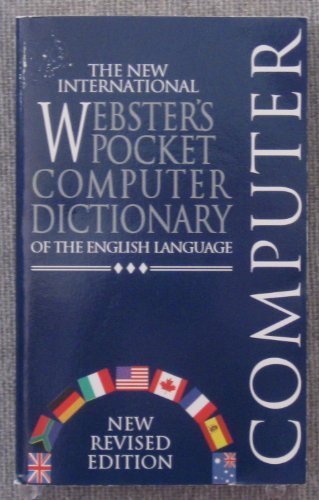 THE NEW
INTERNATIONAL
WEBSTER'S
POCKET
COMPUTER
DICTIONARY
OF THE ENGLISH LANGUAGE
NEW
REVISED
EDITION
COMPUTER